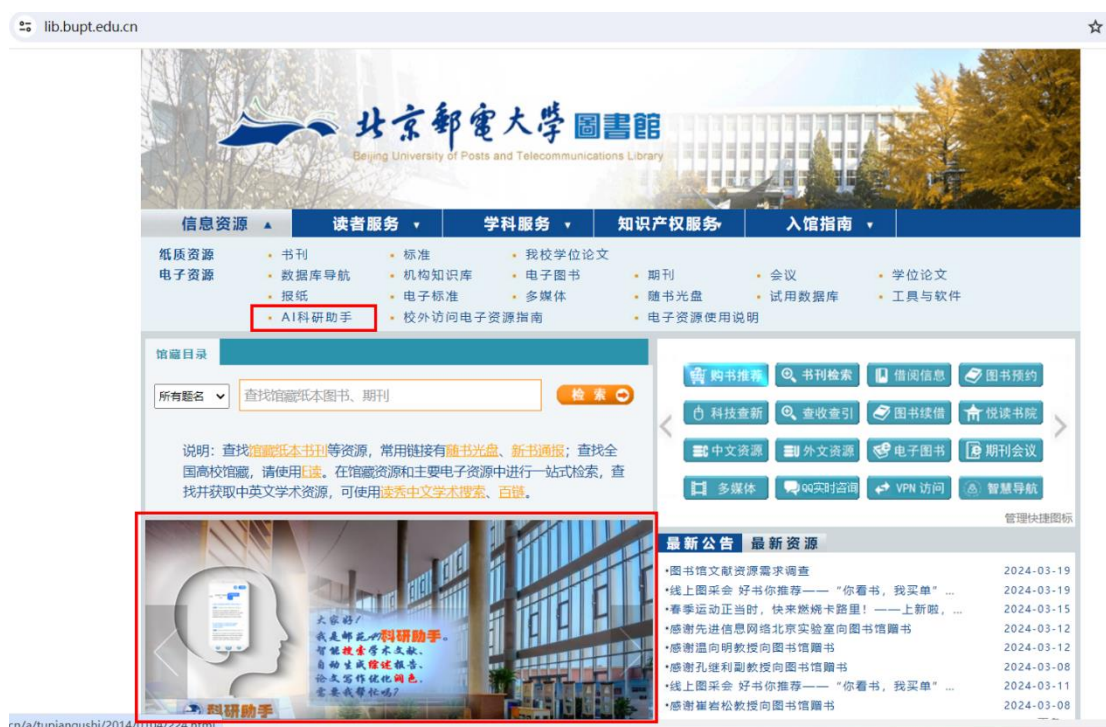 lib.bupt.edu.cn
北京郵電大學圖書館
Beijing University of Posts and Telecommunications Library
信息资源 ▲ 读者服务 ▼ 学科服务 ▼ 知识产权服务 入馆指南 ▼
纸质资源 • 书刊 • 标准 • 我校学位论文
电子资源 • 数据库导航 • 机构知识库 • 电子图书 • 期刊 • 会议 • 学位论文
• 报纸 • 电子标准 • 多媒体 • 随书光盘 • 试用数据库 • 工具与软件
• AI科研助手 • 校外访问电子资源指南 • 电子资源使用说明
馆藏目录
所有题名 查找馆藏纸本图书、期刊 检 索
说明：查找馆藏纸本书刊等资源，常用链接有随书光盘、新书通报；查找全
国高校馆藏，请使用E读。在馆藏资源和主要电子资源中进行一站式检索，查
找并获取中英文学术资源，可使用读秀中文学术搜索、百链。
购书推荐 书刊检索 借阅信息 图书预约
科技查新 查收查引 图书续借 悦读书院
中文资源 外文资源 电子图书 期刊会议
多媒体 QQ实时咨询 VPN 访问 智慧导航
管理快捷图标
大家好！
我是邮苑的科研助手。
智能搜索学术文献、
自动生成综述报告、
论文写作优化润色。
需要我帮忙吗？
科研助手
最新公告 最新资源
•图书馆文献资源需求调查 2024-03-19
•线上图采会 好书你推荐—— “你看书，我买单” ... 2024-03-19
•春季运动正当时，快来燃烧卡路里！——上新啦，... 2024-03-15
•感谢先进信息网络北京实验室向图书馆赠书 2024-03-12
•感谢温向明教授向图书馆赠书 2024-03-12
•感谢孔继利副教授向图书馆赠书 2024-03-08
•线上图采会 好书你推荐—— “你看书，我买单” ... 2024-03-11
•感谢崔岩松教授向图书馆赠书 2024-03-08